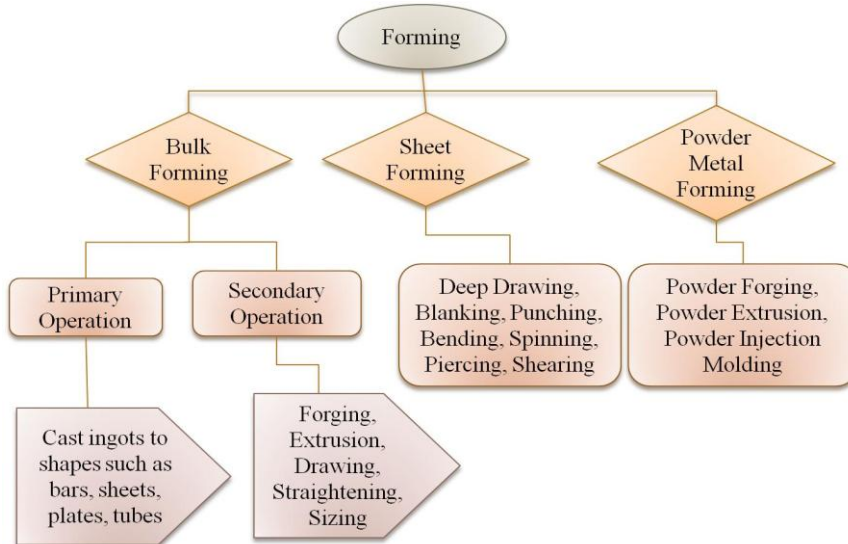 Forming
Bulk
Forming
Sheet
Forming
Powder
Metal
Forming
Primary
Operation
Secondary
Operation
Deep Drawing,
Blanking, Punching,
Bending, Spinning,
Piercing, Shearing
Powder Forging,
Powder Extrusion,
Powder Injection
Molding
Cast ingots to
shapes such as
bars, sheets,
plates, tubes
Forging,
Extrusion,
Drawing,
Straightening,
Sizing